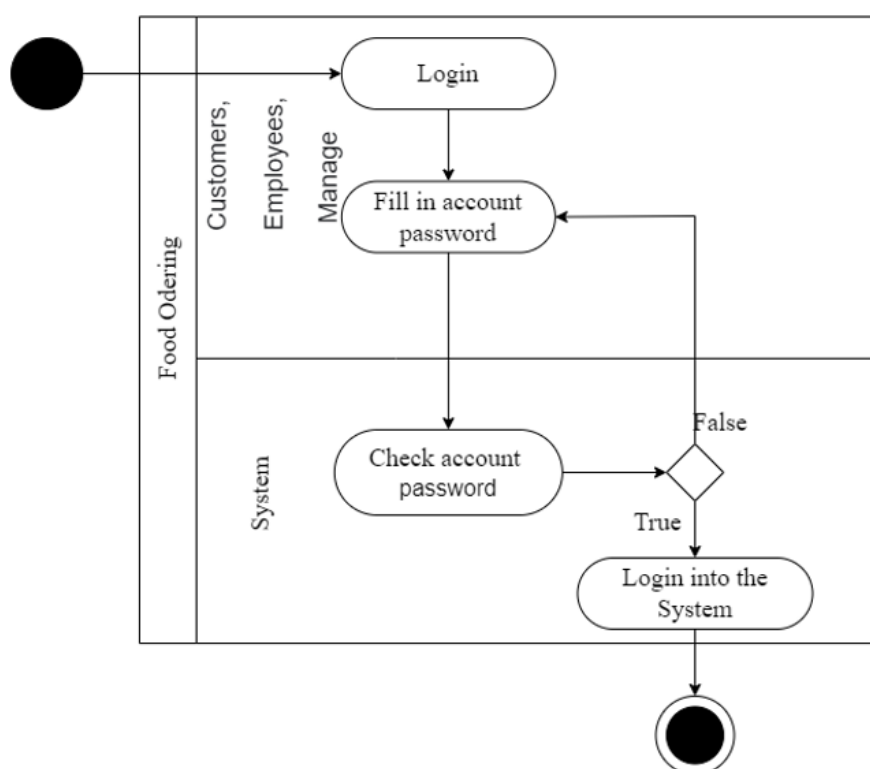 Food Odering
Customers,
Employees,
Manage
Login
Fill in account
password
System
Check account
password
False
True
Login into the
System